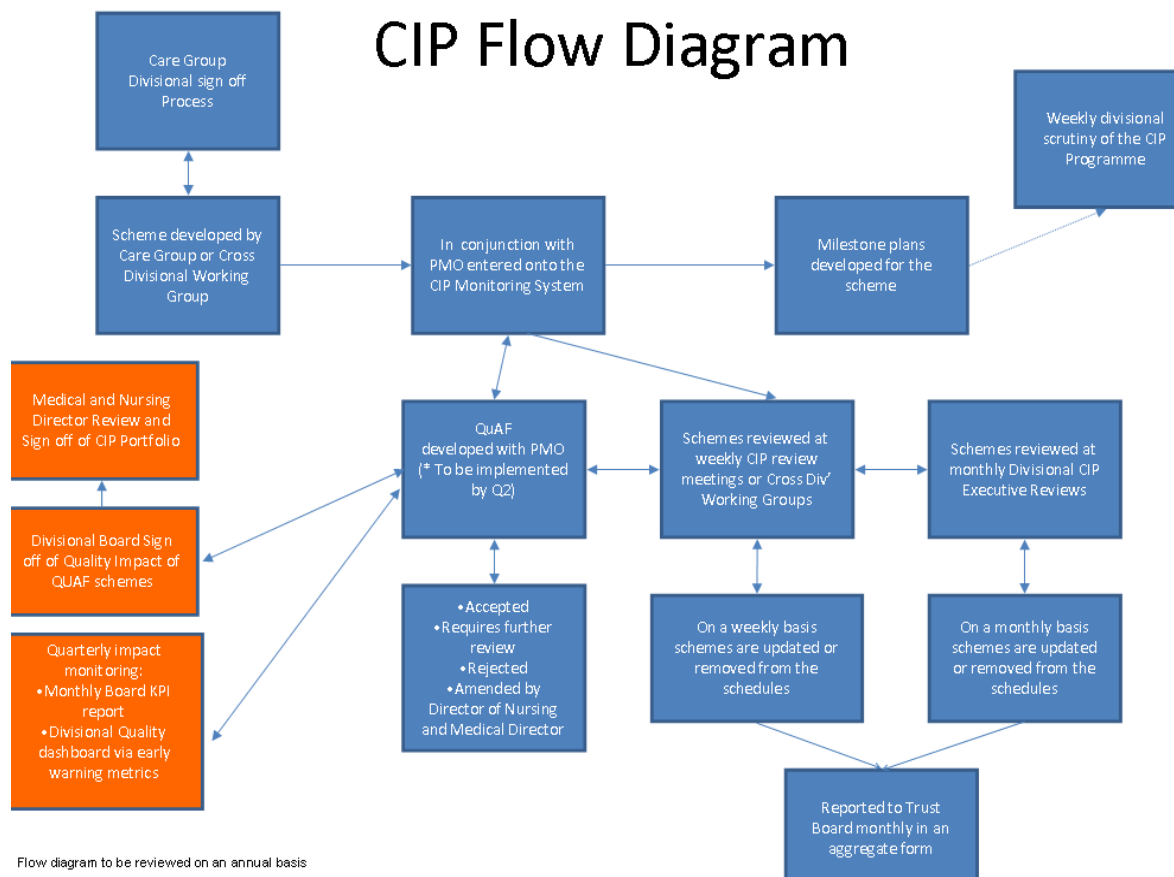 CIP Flow Diagram
Care Group
Divisional sign off
Process
Weekly divisional
scrutiny of the CIP
Programme
Scheme developed by
Care Group or Cross
Divisional Working
Group
In conjunction with
PMO entered onto the
CIP Monitoring System
Milestone plans
developed for the
scheme
Medical and Nursing
Director Review and
Sign off of CIP Portfolio
QuAF
developed with PMO
(* To be implemented
by Q2)
Schemes reviewed at
weekly CIP review
meetings or Cross Div'
Working Groups
Schemes reviewed at
monthly Divisional CIP
Executive Reviews
Divisional Board Sign
off of Quality Impact of
QUAF schemes
•Accepted
•Requires further
review
•Rejected
•Amended by
Director of Nursing
and Medical Director
On a weekly basis
schemes are updated or
removed from the
schedules
On a monthly basis
schemes are updated
or removed from the
schedules
Quarterly impact
monitoring:
•Monthly Board KPI
report
•Divisional Quality
dashboard via early
warning metrics
Reported to Trust
Board monthly in an
aggregate form
Flow diagram to be reviewed on an annual basis